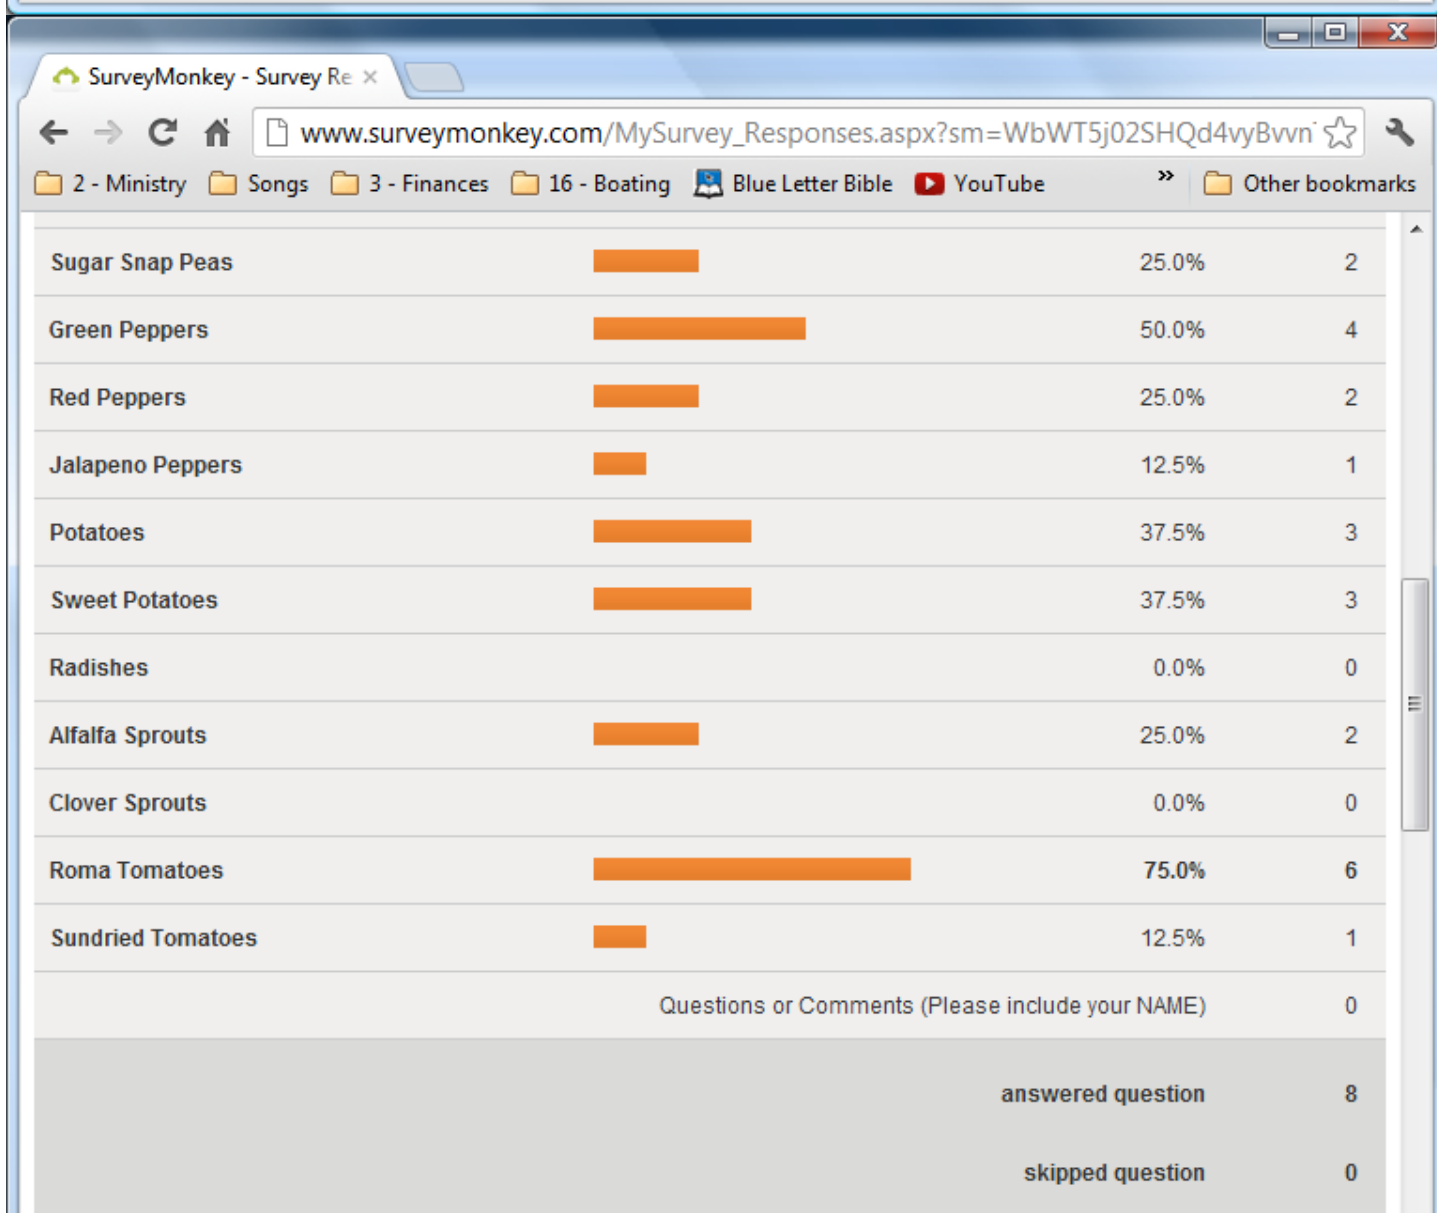 SurveyMonkey - Survey Re
www.surveymonkey.com/MySurvey_Responses.aspx?sm=WbWT5j02SHQd4vyBvvn
2 - Ministry Songs 3 - Finances 16 - Boating Blue Letter Bible YouTube » Other bookmarks
Sugar Snap Peas 25.0% 2
Green Peppers 50.0% 4
Red Peppers 25.0% 2
Jalapeno Peppers 12.5% 1
Potatoes 37.5% 3
Sweet Potatoes 37.5% 3
Radishes 0.0% 0
Alfalfa Sprouts 25.0% 2
Clover Sprouts 0.0% 0
Roma Tomatoes 75.0% 6
Sundried Tomatoes 12.5% 1
Questions or Comments (Please include your NAME) 0
answered question 8
skipped question 0